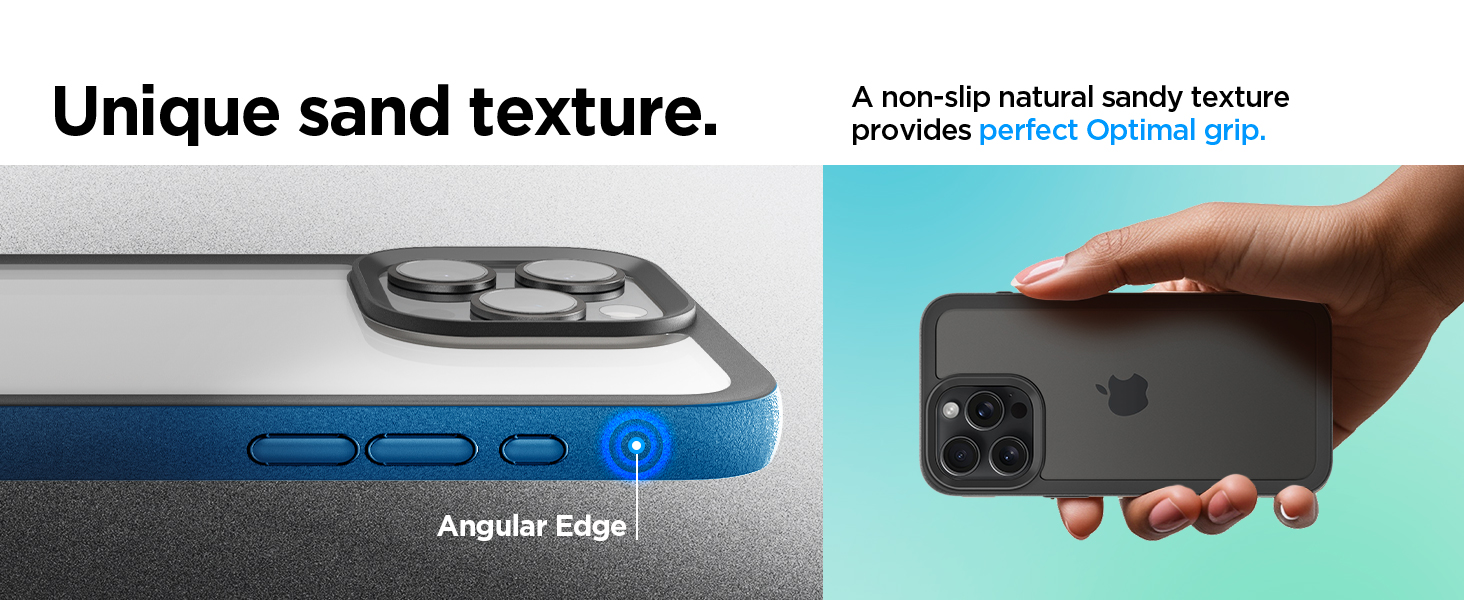 Unique sand texture.
A non-slip natural sandy texture
provides perfect Optimal grip.
Angular Edge